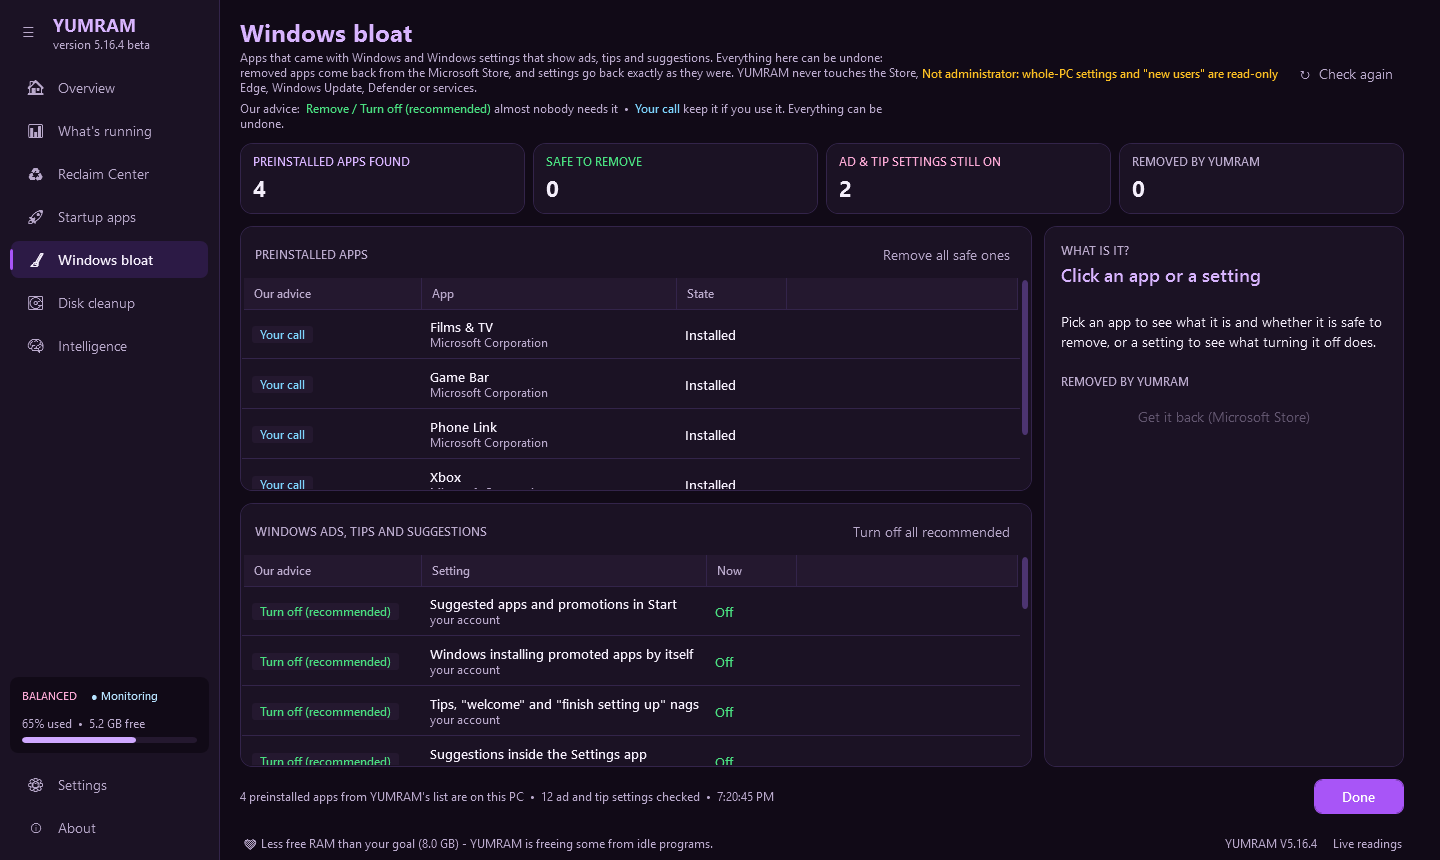 YUMRAM
version 5.16.4 beta
Overview
What's running
Reclaim Center
Startup apps
Windows bloat
Disk cleanup
Intelligence
BALANCED ● Monitoring
65% used • 5.2 GB free
Settings
About
Windows bloat
Apps that came with Windows and Windows settings that show ads, tips and suggestions. Everything here can be undone:
removed apps come back from the Microsoft Store, and settings go back exactly as they were. YUMRAM never touches the Store,
Edge, Windows Update, Defender or services.
Not administrator: whole-PC settings and "new users" are read-only
↻ Check again
Our advice: Remove / Turn off (recommended) almost nobody needs it • Your call keep it if you use it. Everything can be
undone.
PREINSTALLED APPS FOUND
4
SAFE TO REMOVE
0
AD & TIP SETTINGS STILL ON
2
REMOVED BY YUMRAM
0
PREINSTALLED APPS
Remove all safe ones
Our advice App State
Your call Films & TV Installed
Microsoft Corporation
Your call Game Bar Installed
Microsoft Corporation
Your call Phone Link Installed
Microsoft Corporation
Your call Xbox Installed
WINDOWS ADS, TIPS AND SUGGESTIONS
Turn off all recommended
Our advice Setting Now
Turn off (recommended) Suggested apps and promotions in Start Off
your account
Turn off (recommended) Windows installing promoted apps by itself Off
your account
Turn off (recommended) Tips, "welcome" and "finish setting up" nags Off
your account
Turn off (recommended) Suggestions inside the Settings app Off
WHAT IS IT?
Click an app or a setting
Pick an app to see what it is and whether it is safe to
remove, or a setting to see what turning it off does.
REMOVED BY YUMRAM
Get it back (Microsoft Store)
4 preinstalled apps from YUMRAM's list are on this PC • 12 ad and tip settings checked • 7:20:45 PM
Done
Less free RAM than your goal (8.0 GB) - YUMRAM is freeing some from idle programs.
YUMRAM V5.16.4 Live readings